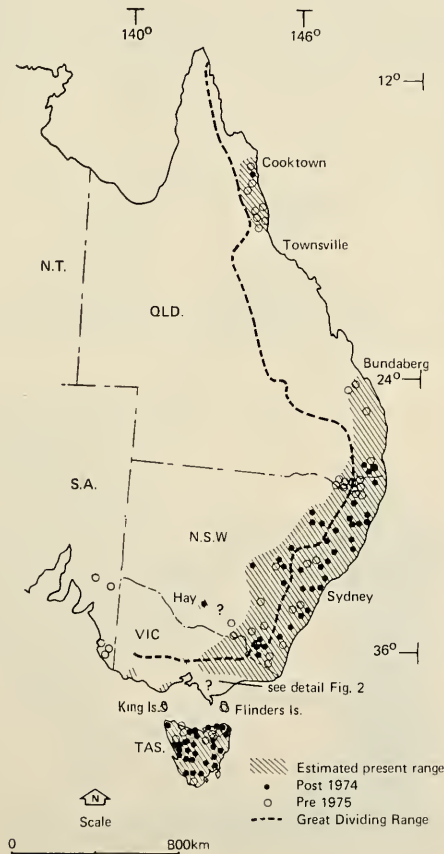 140° 146°
12°
Cooktown
Townsville
N.T.
QLD.
Bundaberg
24°
S.A.
N.S.W
Hay
?
Sydney
VIC
36°
?
see detail Fig. 2
King Is. Flinders Is.
TAS.
Estimated present range
Post 1974
Pre 1975
Great Dividing Range
N
Scale
0 800km